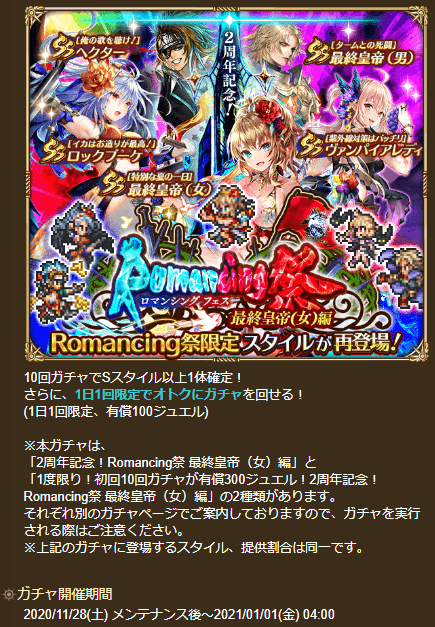 2周年記念！
SS
[俺の歌を聴け！]
ヘクター
SS
[タームとの死闘]
最終皇帝（男）
SS
[イカはお造りが最高！]
ロックブーケ
SS
[紫外線対策はバッチリ]
ヴァンパイアレディ
SS
[特別な夏の一日]
最終皇帝（女）
Romancing祭
ロマンシング フェス
最終皇帝(女)編
Romancing祭限定 スタイルが 再登場！
10回ガチャでSスタイル以上1体確定！
さらに、1日1回限定でオトクにガチャを回せる！
(1日1回限定、有償100ジュエル)
※本ガチャは、
「2周年記念！Romancing祭 最終皇帝（女）編」と
「1度限り！初回10回ガチャが有償300ジュエル！2周年記念！
Romancing祭 最終皇帝（女）編」の2種類があります。
それぞれ別のガチャページでご案内しておりますので、ガチャを実行
される際はご注意ください。
※上記のガチャに登場するスタイル、提供割合は同一です。
ガチャ開催期間
2020/11/28(土) メンテナンス後～2021/01/01(金) 04:00